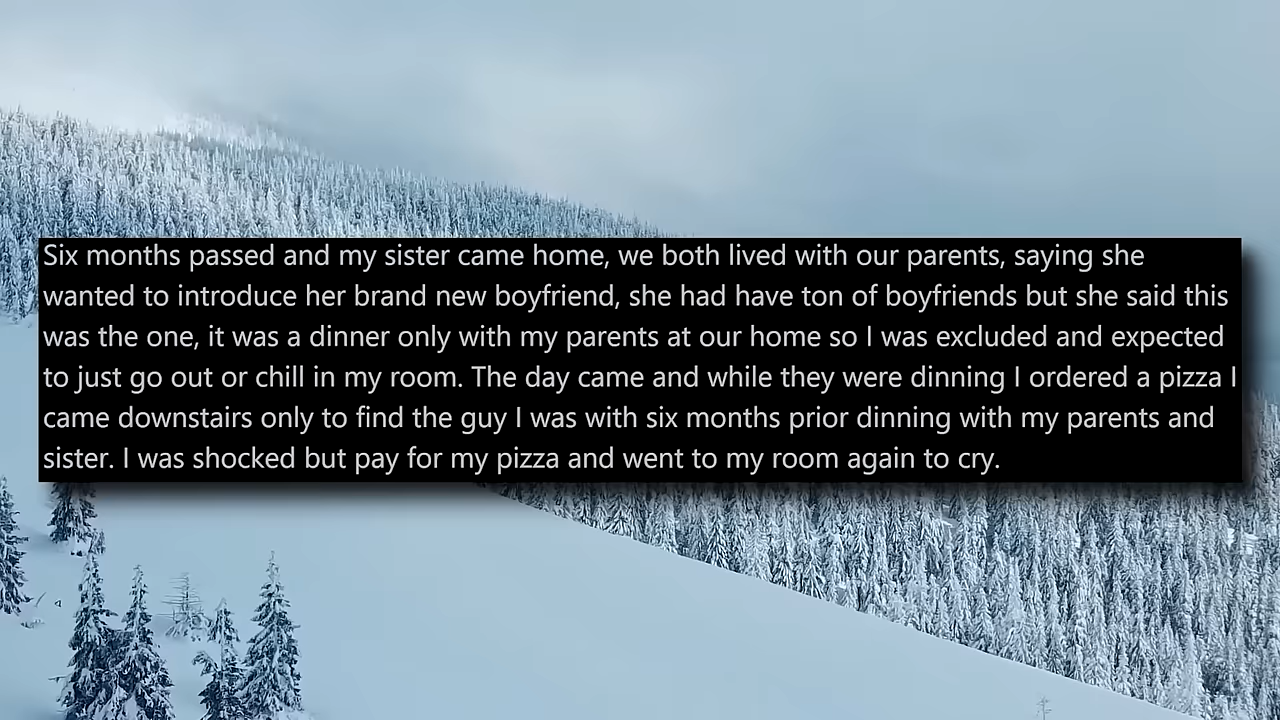 Six months passed and my sister came home, we both lived with our parents, saying she
wanted to introduce her brand new boyfriend, she had have ton of boyfriends but she said this
was the one, it was a dinner only with my parents at our home so I was excluded and expected
to just go out or chill in my room. The day came and while they were dinning I ordered a pizza I
came downstairs only to find the guy I was with six months prior dinning with my parents and
sister. I was shocked but pay for my pizza and went to my room again to cry.